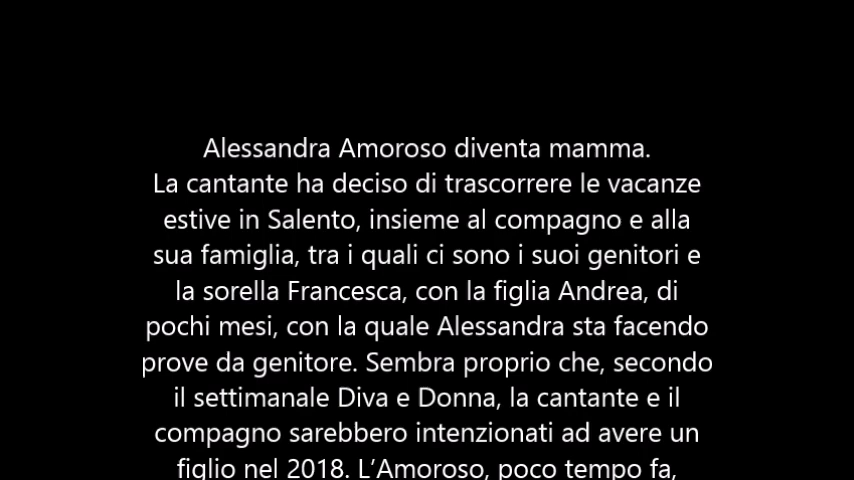 Alessandra Amoroso diventa mamma.
La cantante ha deciso di trascorrere le vacanze
estive in Salento, insieme al compagno e alla
sua famiglia, tra i quali ci sono i suoi genitori e
la sorella Francesca, con la figlia Andrea, di
pochi mesi, con la quale Alessandra sta facendo
prove da genitore. Sembra proprio che, secondo
il settimanale Diva e Donna, la cantante e il
compagno sarebbero intenzionati ad avere un
figlio nel 2018. L’Amoroso, poco tempo fa,